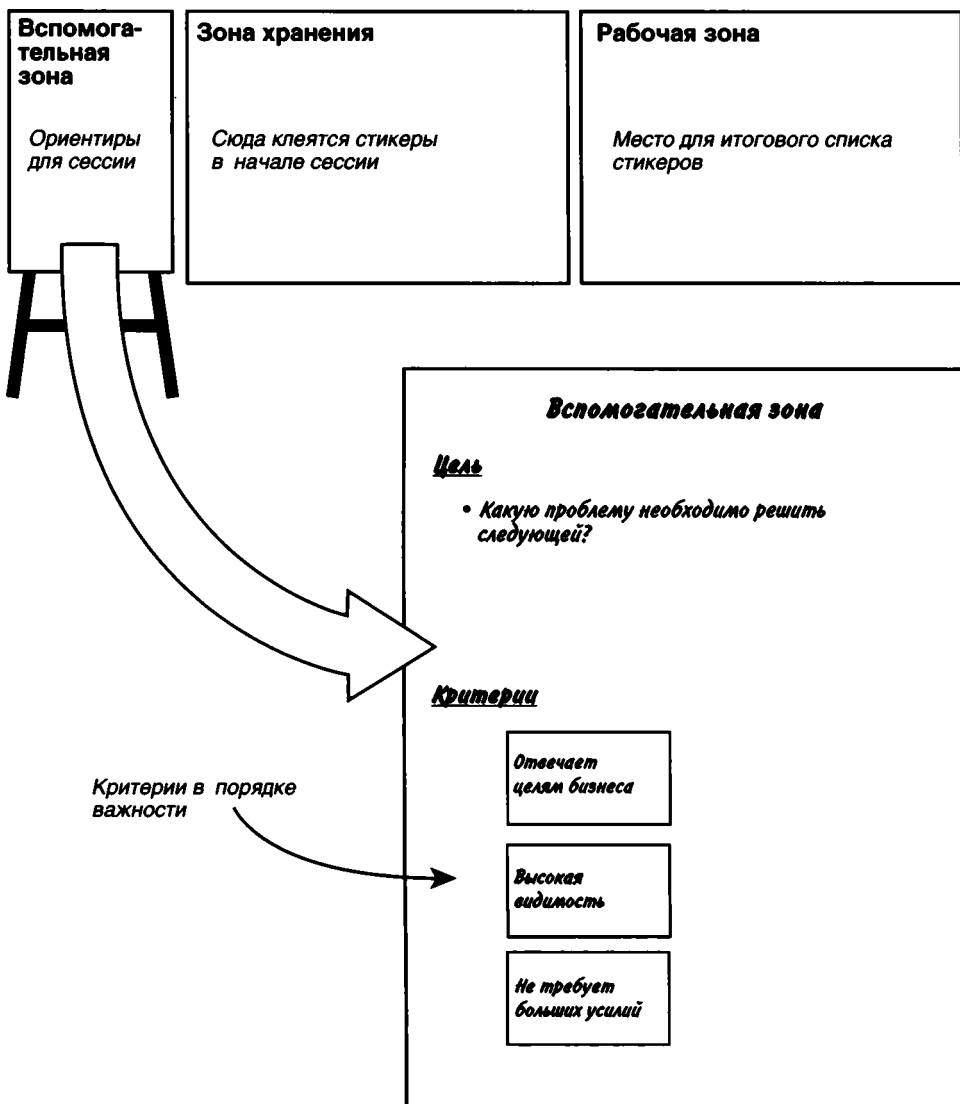 Вспомога-
тельная
зона
Ориентиры
для сессии
Зона хранения
Сюда клеятся стикеры
в начале сессии
Рабочая зона
Место для итогового списка
стикеров
Вспомогательная зона
Цель
• Какую проблему необходимо решить
следующей?
Критерии
Отвечает
целям бизнеса
Критерии в порядке
важности
Высокая
видимость
Не требует
больших усилий